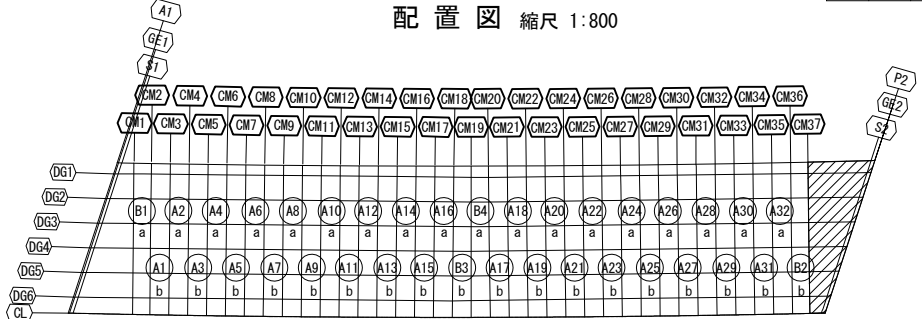 配置図 縮尺 1:800
A1
GE1
S1
P2
GE2
S2
CM2 CM4 CM6 CM8 CM10 CM12 CM14 CM16 CM18 CM20 CM22 CM24 CM26 CM28 CM30 CM32 CM34 CM36
CM1 CM3 CM5 CM7 CM9 CM11 CM13 CM15 CM17 CM19 CM21 CM23 CM25 CM27 CM29 CM31 CM33 CM35 CM37
DG1
DG2
B1 A2 A4 A6 A8 A10 A12 A14 A16 B4 A18 A20 A22 A24 A26 A28 A30 A32
DG3
a a a a a a a a a a a a a a a a a a
DG4
A1 A3 A5 A7 A9 A11 A13 A15 B3 A17 A19 A21 A23 A25 A27 A29 A31 B2
DG5
b b b b b b b b b b b b b b b b b b
DG6
CL